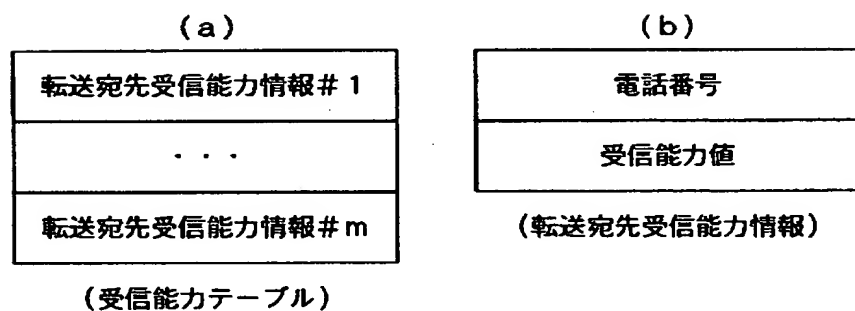 (a)
転送宛先受信能力情報#1
・・・
転送宛先受信能力情報#m
(受信能力テーブル)
(b)
電話番号
受信能力値
(転送宛先受信能力情報)